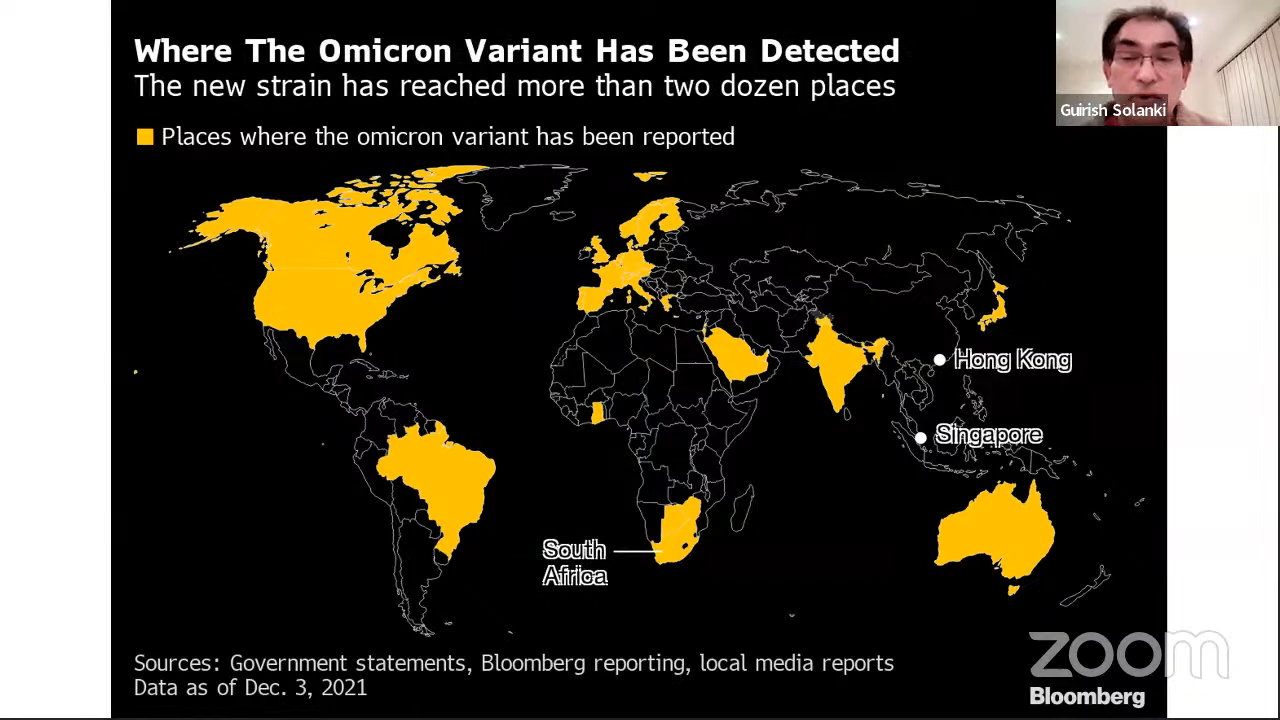 Where The Omicron Variant Has Been Detected
The new strain has reached more than two dozen places
Places where the omicron variant has been reported
Guirish Solanki
Hong Kong
Singapore
South
Africa
Sources: Government statements, Bloomberg reporting, local media reports
Data as of Dec. 3, 2021
zoom
Bloomberg